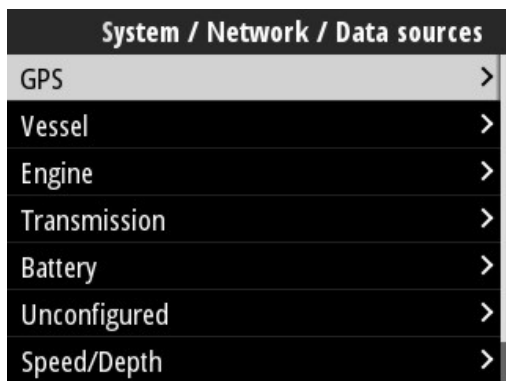 System / Network / Data sources
GPS
Vessel
Engine
Transmission
Battery
Unconfigured
Speed/Depth